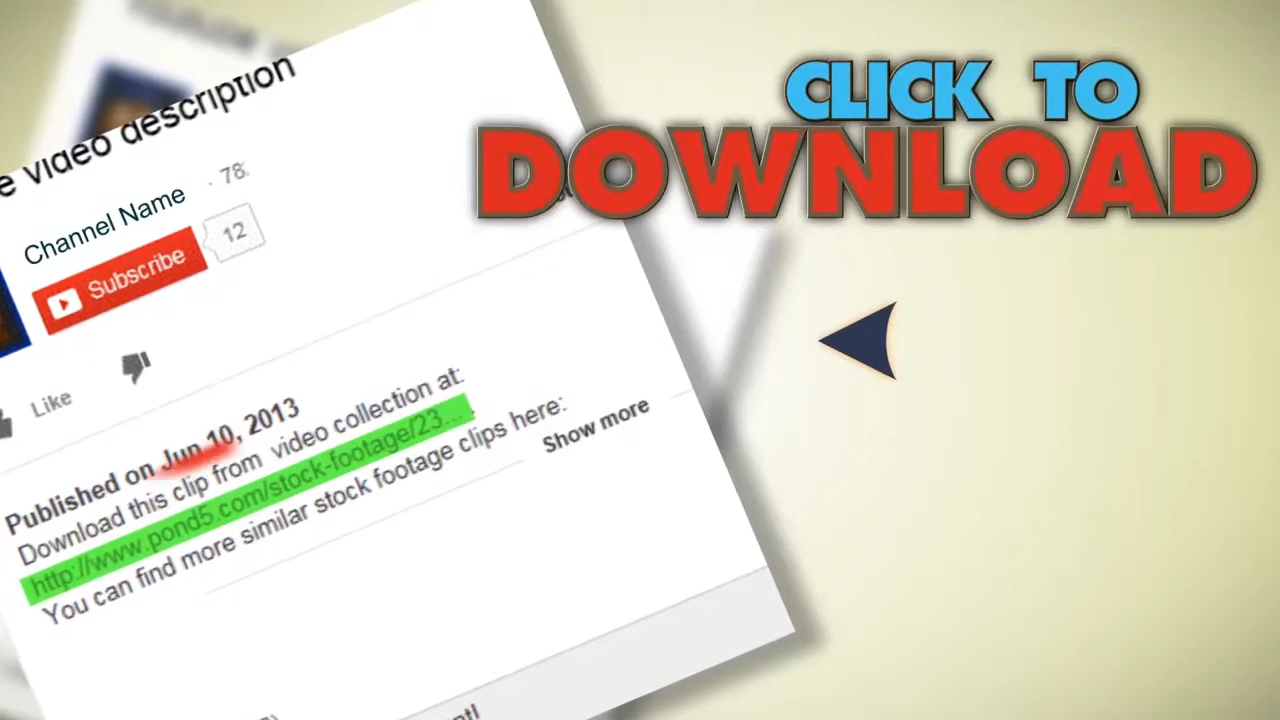 CLICK TO
DOWNLOAD
video description
Channel Name
78
Subscribe
12
Like
Published on Jun 10, 2013
Download this clip from video collection at:
http://www.pond5.com/stock-footage/23...
You can find more similar stock footage clips here:
Show more